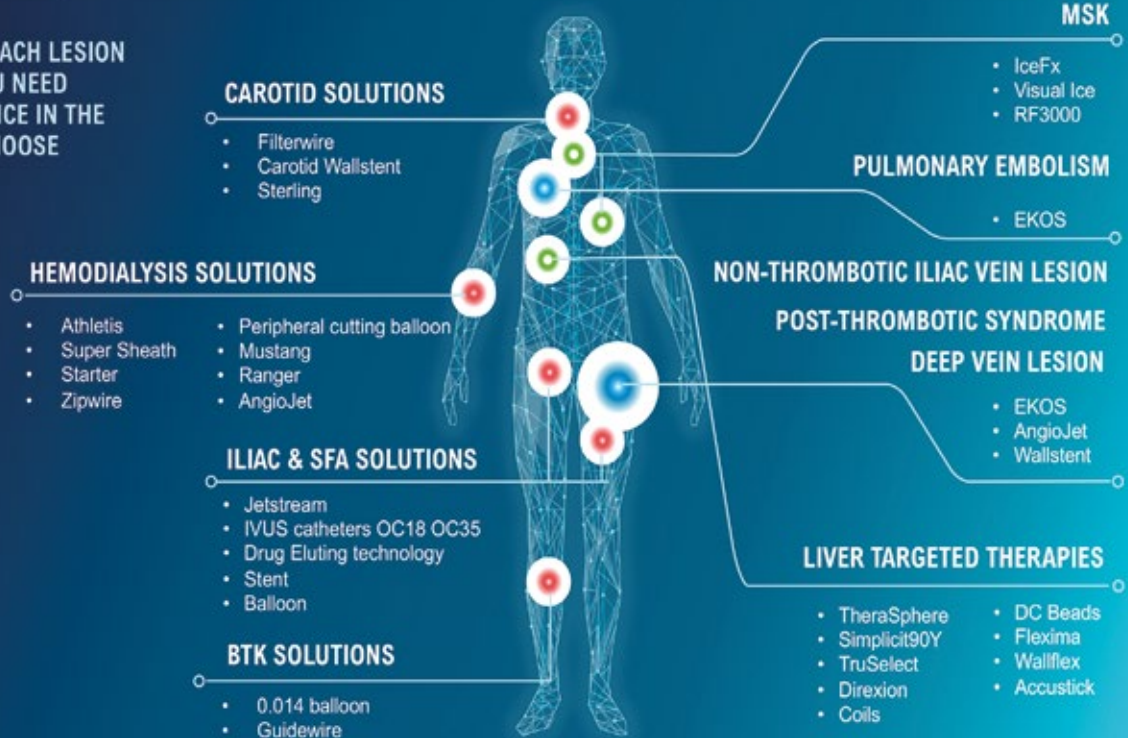 ACH LESION
NEED
ICE IN THE
CAROTID SOLUTIONS
• Filterwire
• Carotid Wallstent
• Sterling
HEMODIALYSIS SOLUTIONS
• Athletis
• Super Sheath
• Starter
• Zipwire
• Peripheral cutting balloon
• Mustang
• Ranger
• AngioJet
ILIAC & SFA SOLUTIONS
• Jetstream
• IVUS catheters OC18 OC35
• Drug Eluting technology
• Stent
• Balloon
BTK SOLUTIONS
• 0.014 balloon
• Guidewire
MSK
• IceFx
• Visual Ice
• RF3000
PULMONARY EMBOLISM
• EKOS
NON-THROMBOTIC ILIAC VEIN LESION
POST-THROMBOTIC SYNDROME
DEEP VEIN LESION
• EKOS
• AngioJet
• Wallstent
LIVER TARGETED THERAPIES
• TheraSphere
• Simplicit90Y
• TruSelect
• Direxion
• Coils
• DC Beads
• Flexima
• Wallflex
• Accustick